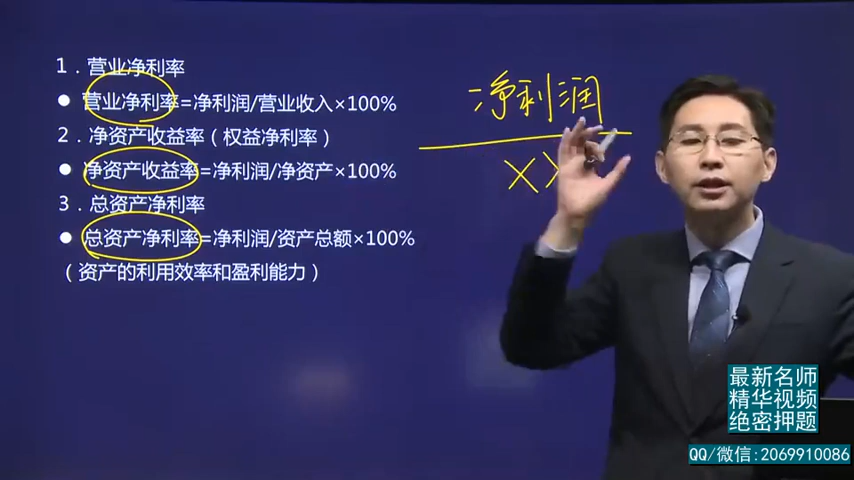 1．营业净利率
● 营业净利率=净利润/营业收入×100%
2．净资产收益率（权益净利率）
● 净资产收益率=净利润/净资产×100%
3．总资产净利率
● 总资产净利率=净利润/资产总额×100%
（资产的利用效率和盈利能力）
净利润
××
最新名师
精华视频
绝密押题
QQ/微信:2069910086